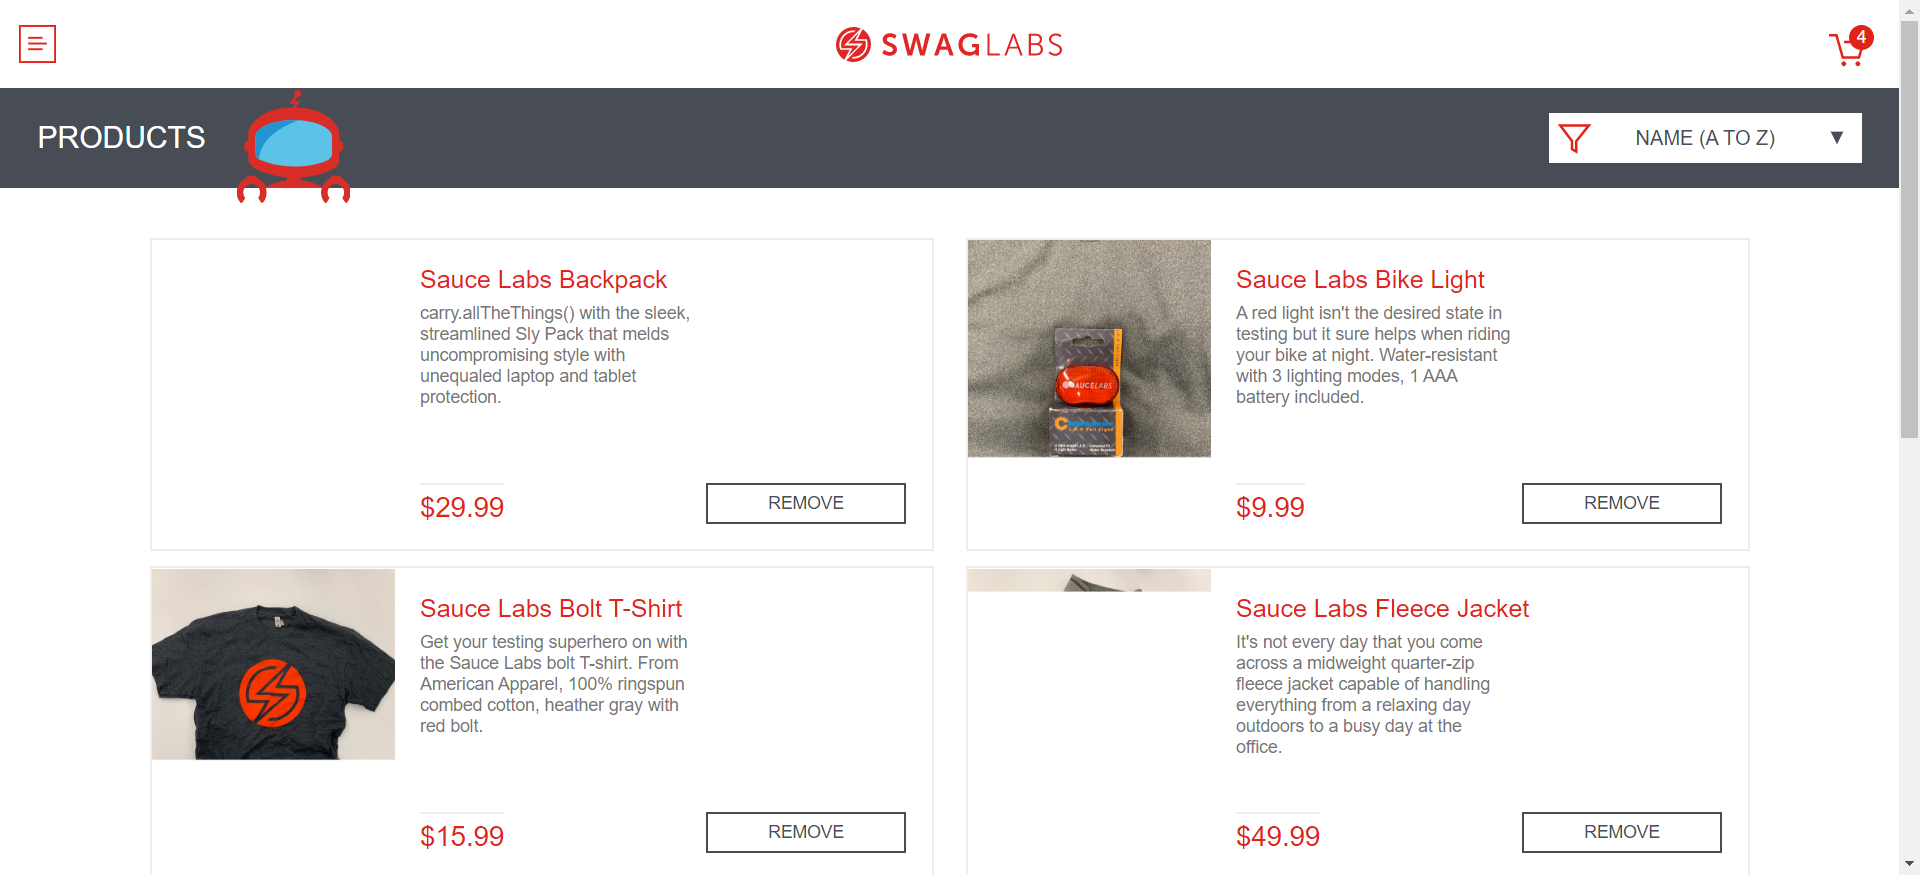 SWAGLABS
4
PRODUCTS
NAME (A TO Z)
Sauce Labs Backpack
carry.allTheThings() with the sleek,
streamlined Sly Pack that melds
uncompromising style with
unequaled laptop and tablet
protection.
$29.99
REMOVE
Sauce Labs Bike Light
A red light isn't the desired state in
testing but it sure helps when riding
your bike at night. Water-resistant
with 3 lighting modes, 1 AAA
battery included.
SAUCELABS
$9.99
REMOVE
Sauce Labs Bolt T-Shirt
Get your testing superhero on with
the Sauce Labs bolt T-shirt. From
American Apparel, 100% ringspun
combed cotton, heather gray with
red bolt.
$15.99
REMOVE
Sauce Labs Fleece Jacket
It's not every day that you come
across a midweight quarter-zip
fleece jacket capable of handling
everything from a relaxing day
outdoors to a busy day at the
office.
$49.99
REMOVE